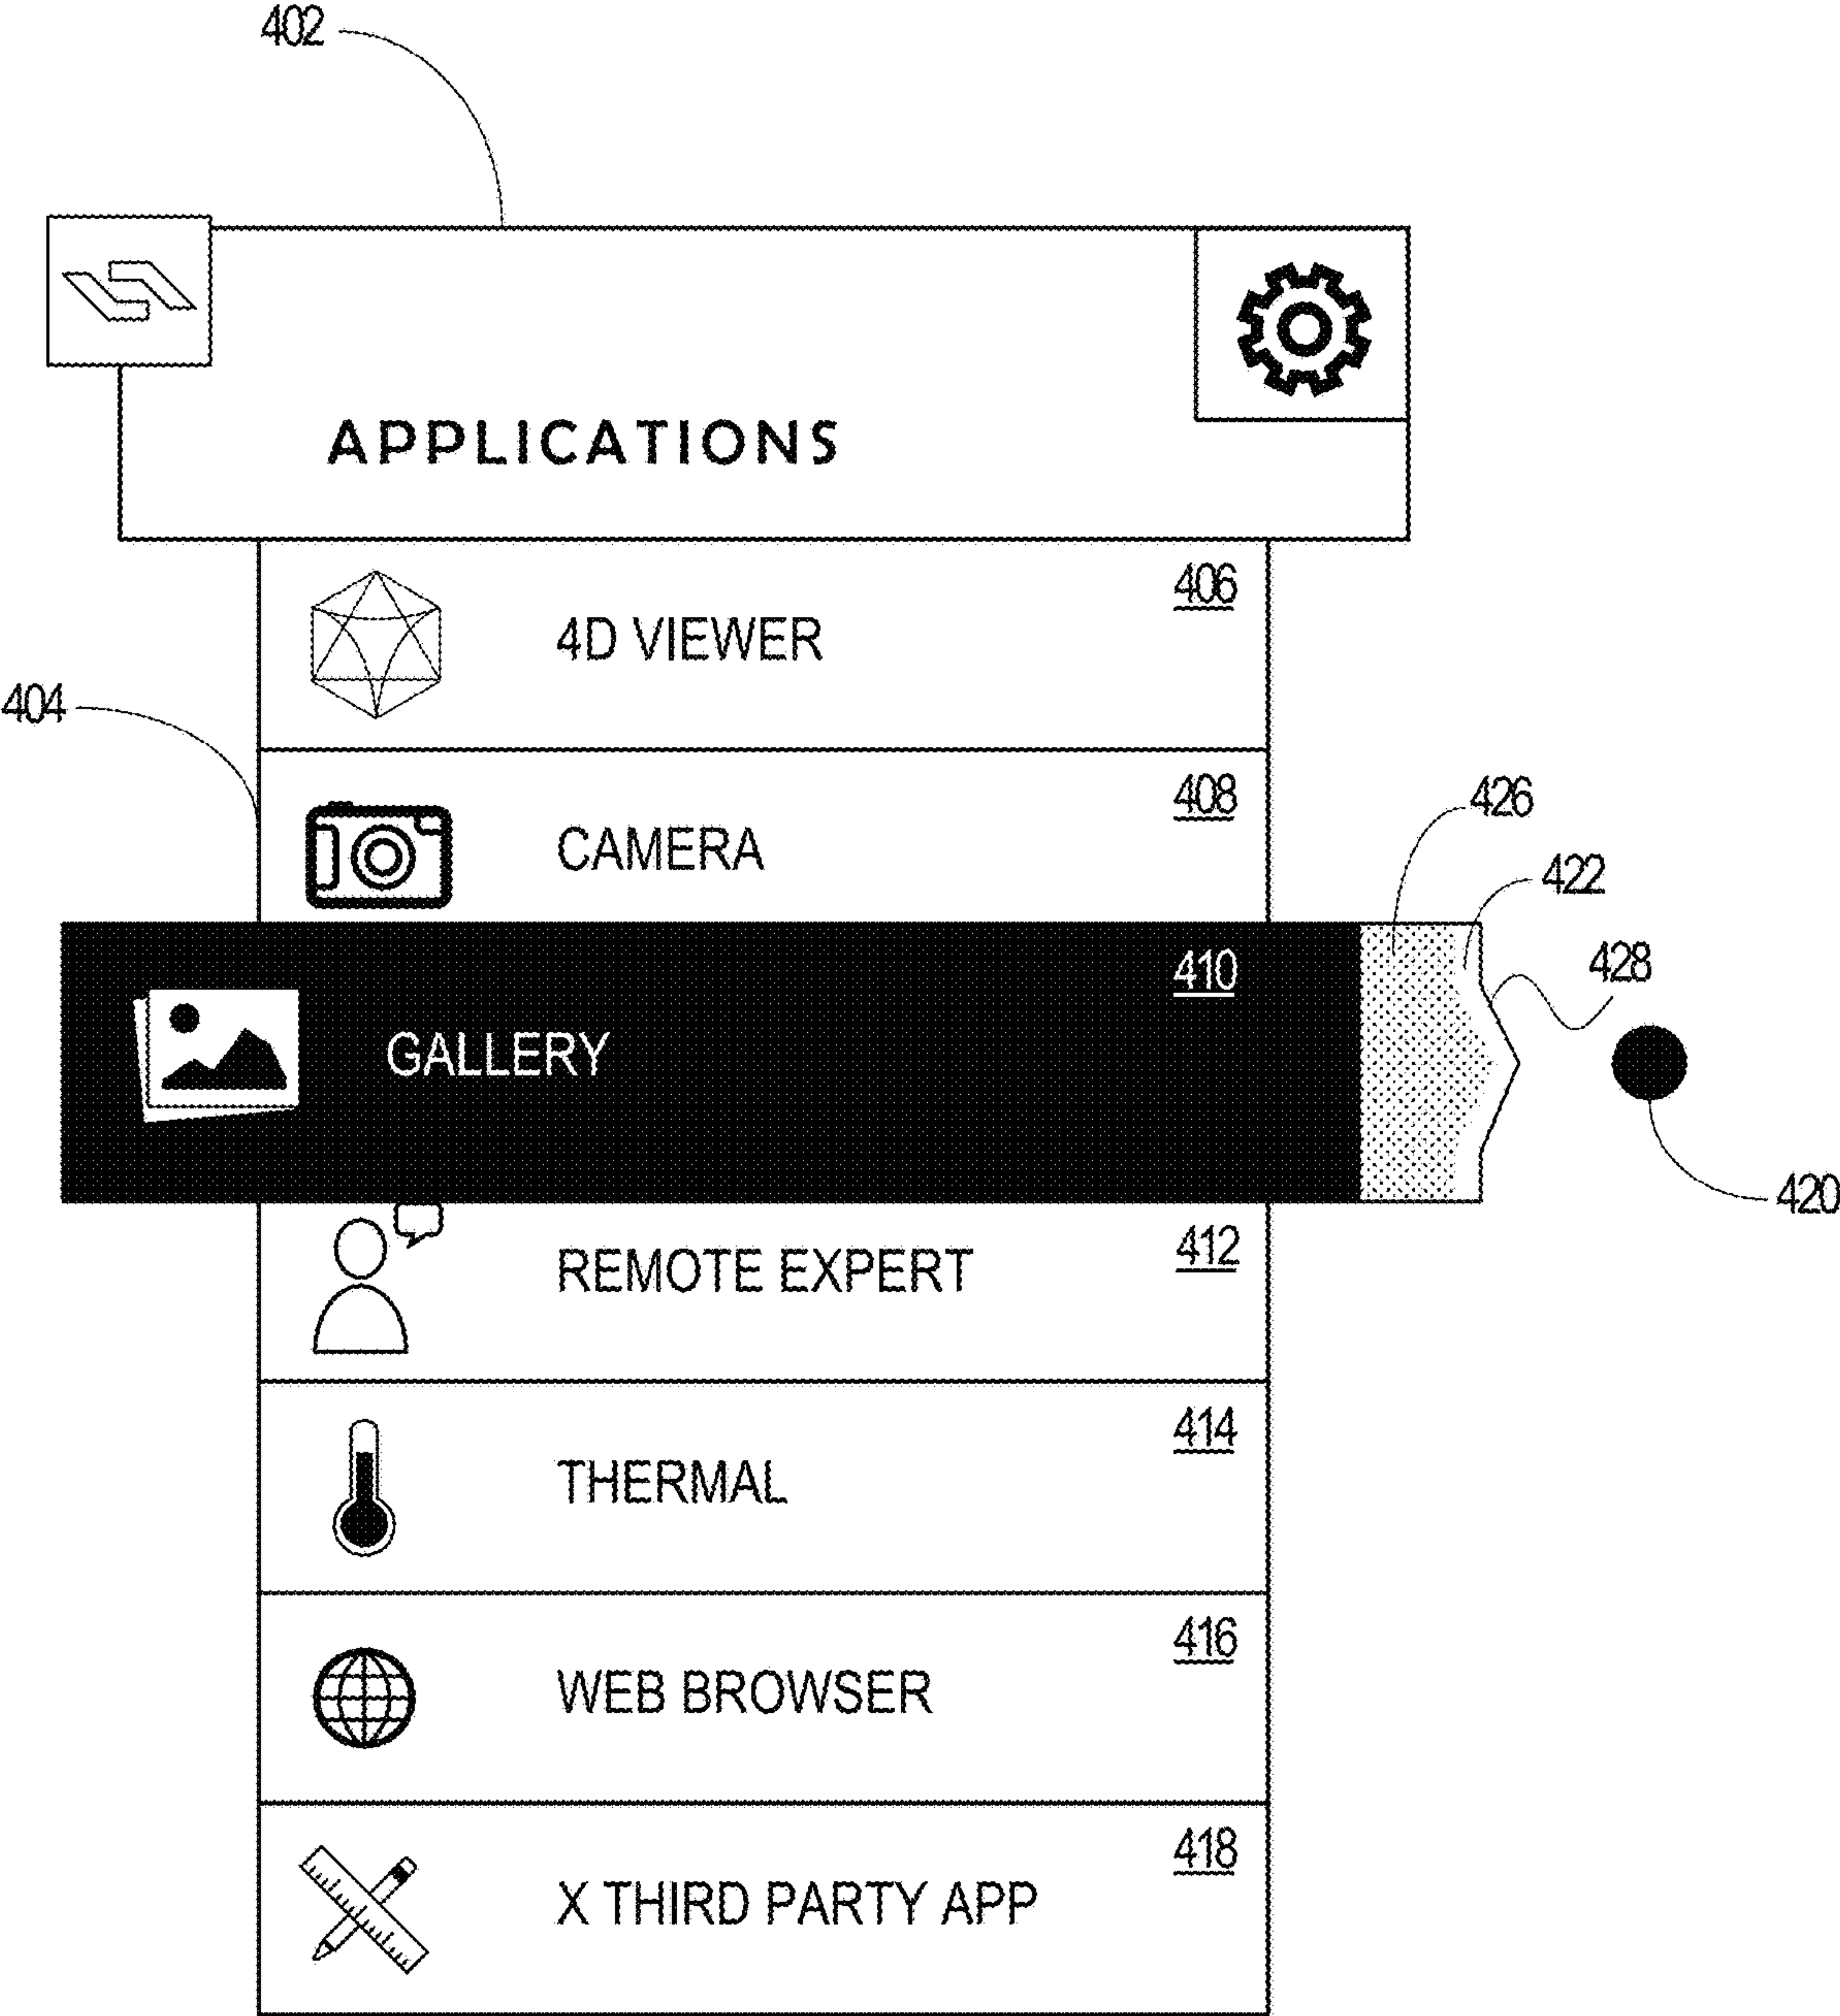 402
APPLICATIONS
406
4D VIEWER
404
408
CAMERA
426
422
410
428
GALLERY
420
412
REMOTE EXPERT
414
THERMAL
416
WEB BROWSER
418
X THIRD PARTY APP